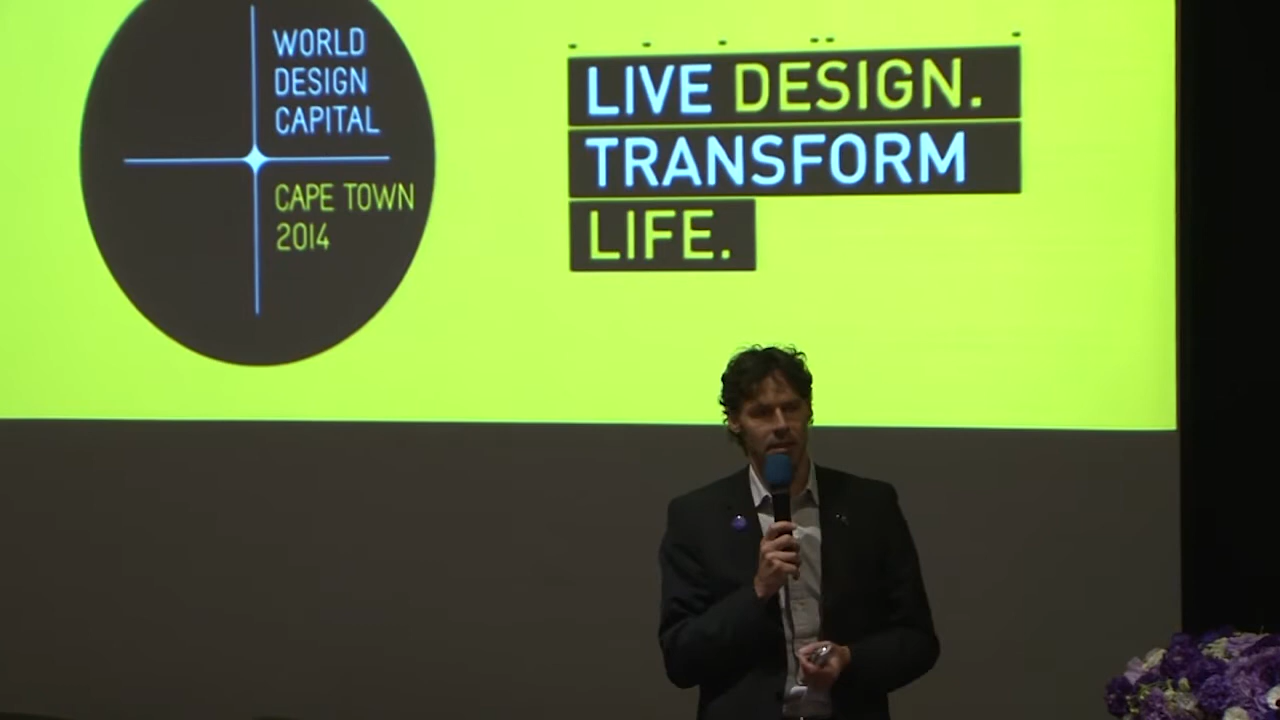 WORLD
DESIGN
CAPITAL
CAPE TOWN
2014
LIVE DESIGN.
TRANSFORM
LIFE.